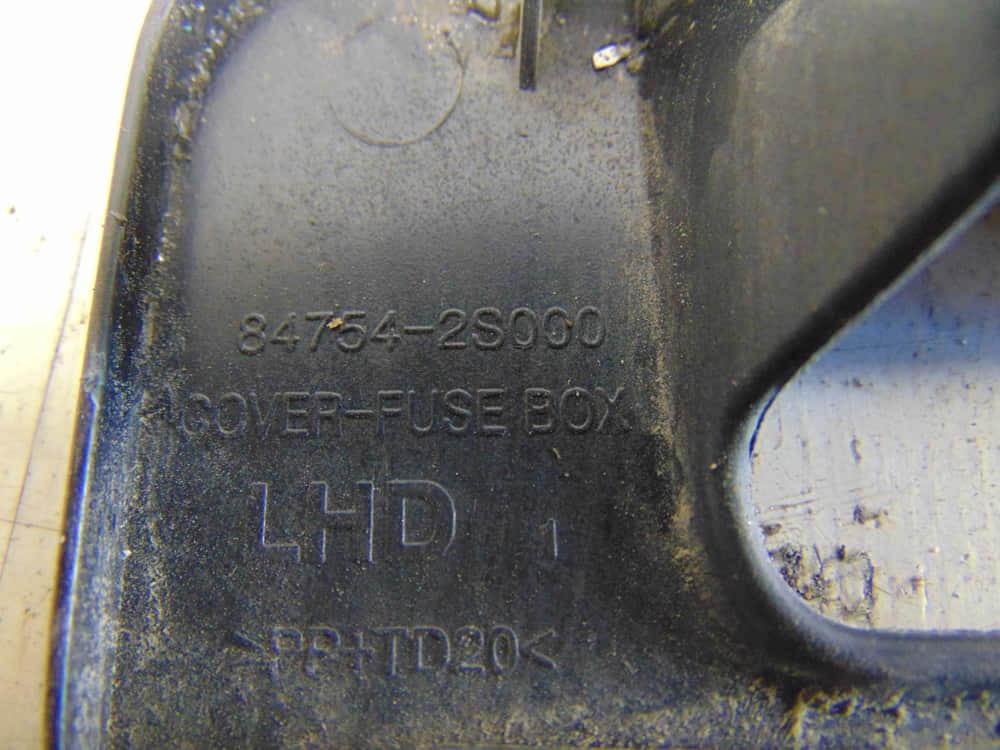 84754-2S000
COVER-FUSE BOX
LHD 1
>PP+TD20<